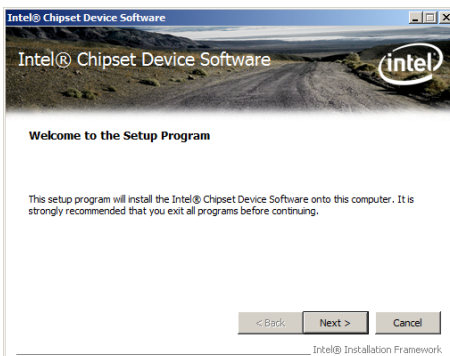 Intel® Chipset Device Software
Intel® Chipset Device Software
intel
Welcome to the Setup Program
This setup program will install the Intel® Chipset Device Software onto this computer. It is
strongly recommended that you exit all programs before continuing.
< Back Next > Cancel
Intel® Installation Framework